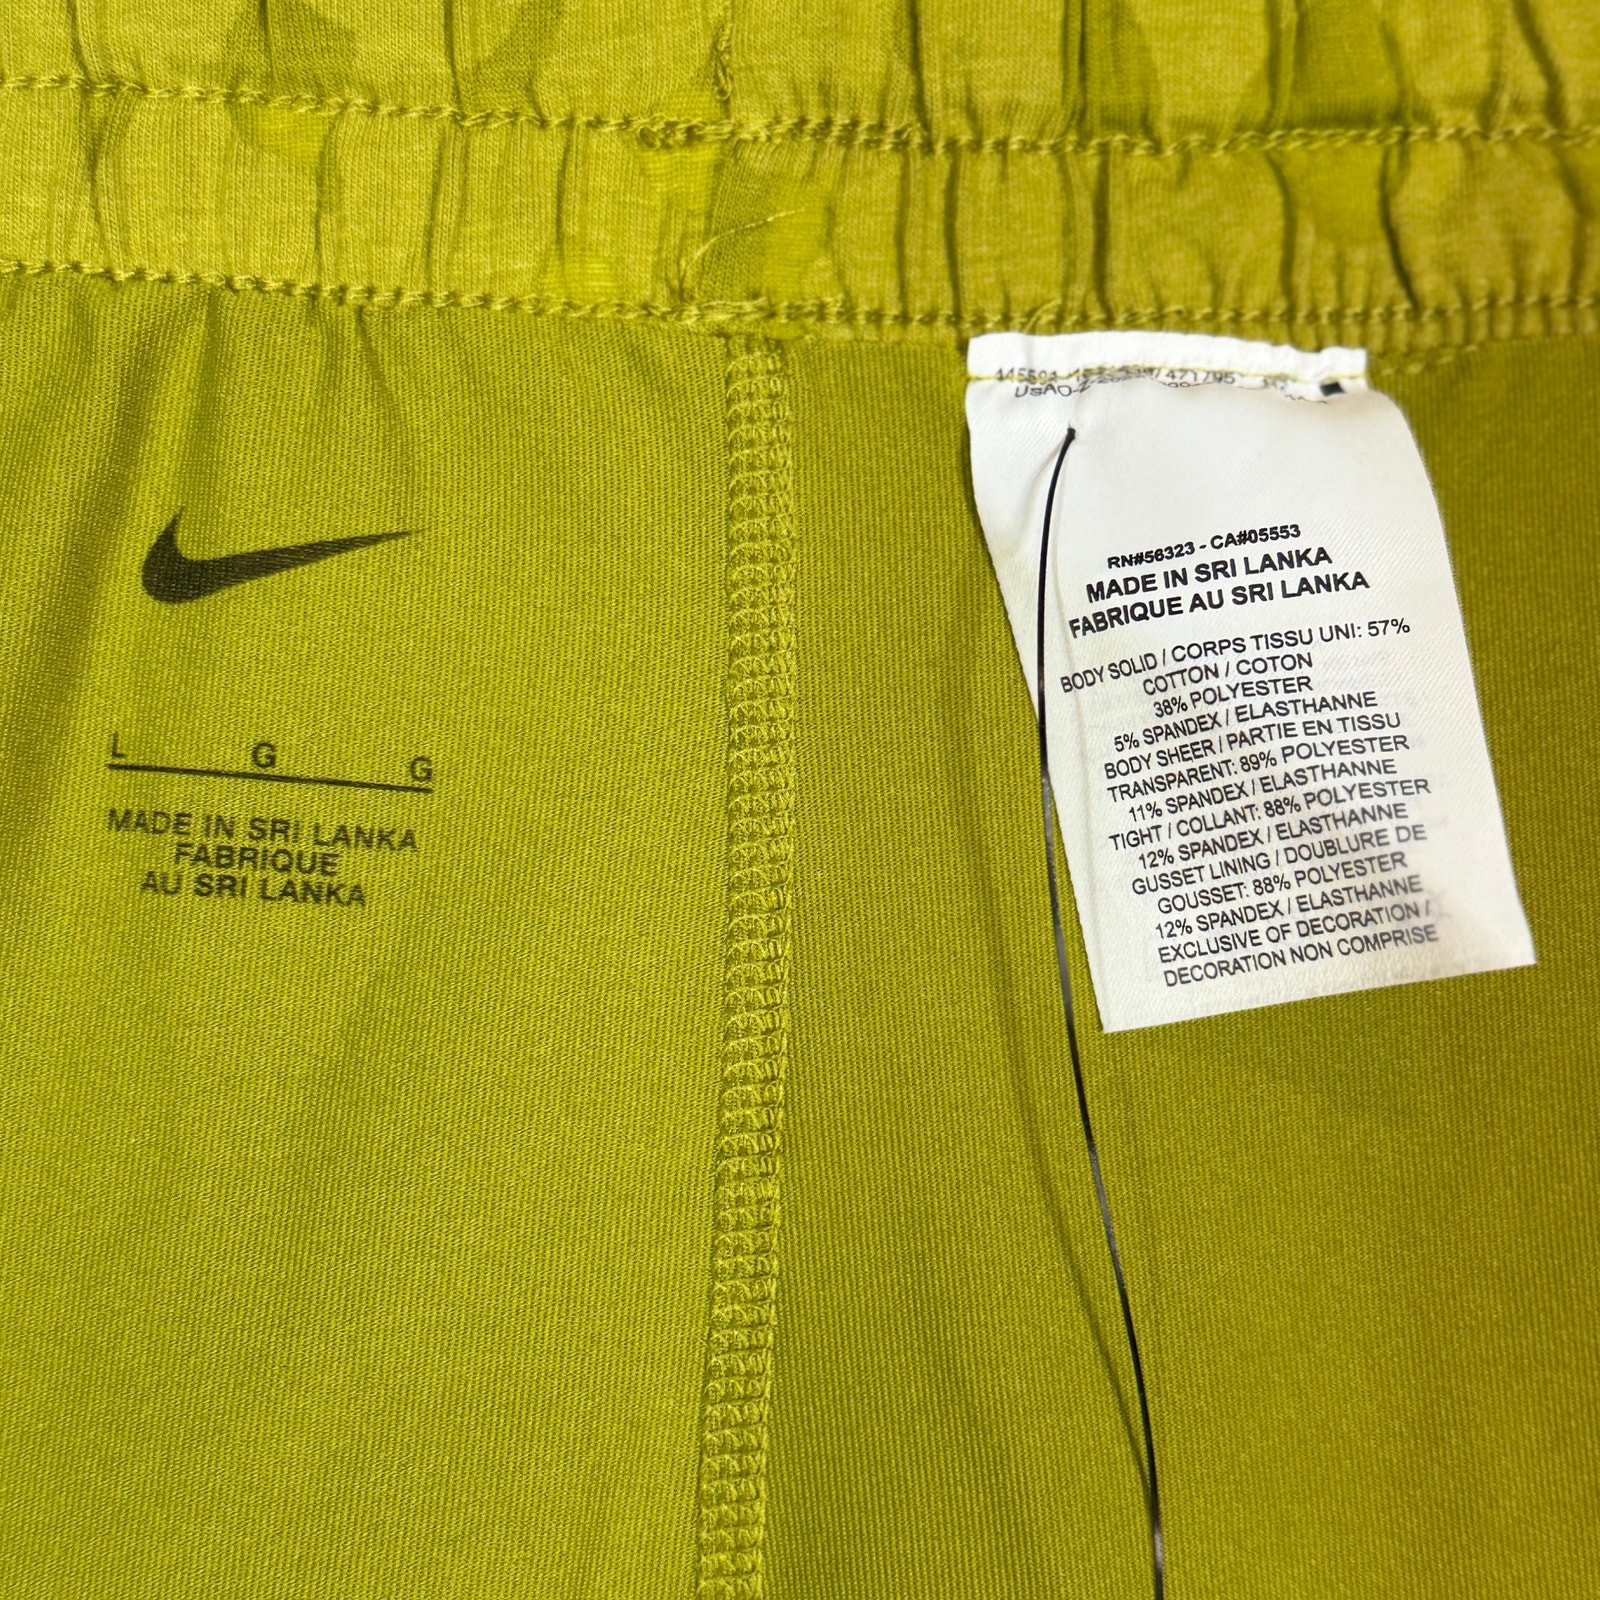 L G G
MADE IN SRI LANKA
FABRIQUE
AU SRI LANKA
RN#56323 - CA#05553
MADE IN SRI LANKA
FABRIQUE AU SRI LANKA
BODY SOLID / CORPS TISSU UNI: 57%
COTTON / COTON
38% POLYESTER
5% SPANDEX / ELASTHANNE
BODY SHEER / PARTIE EN TISSU
TRANSPARENT: 89% POLYESTER
11% SPANDEX / ELASTHANNE
TIGHT / COLLANT: 88% POLYESTER
12% SPANDEX / ELASTHANNE
GUSSET LINING / DOUBLURE DE
GOUSSET: 88% POLYESTER
12% SPANDEX / ELASTHANNE
EXCLUSIVE OF DECORATION /
DECORATION NON COMPRISE